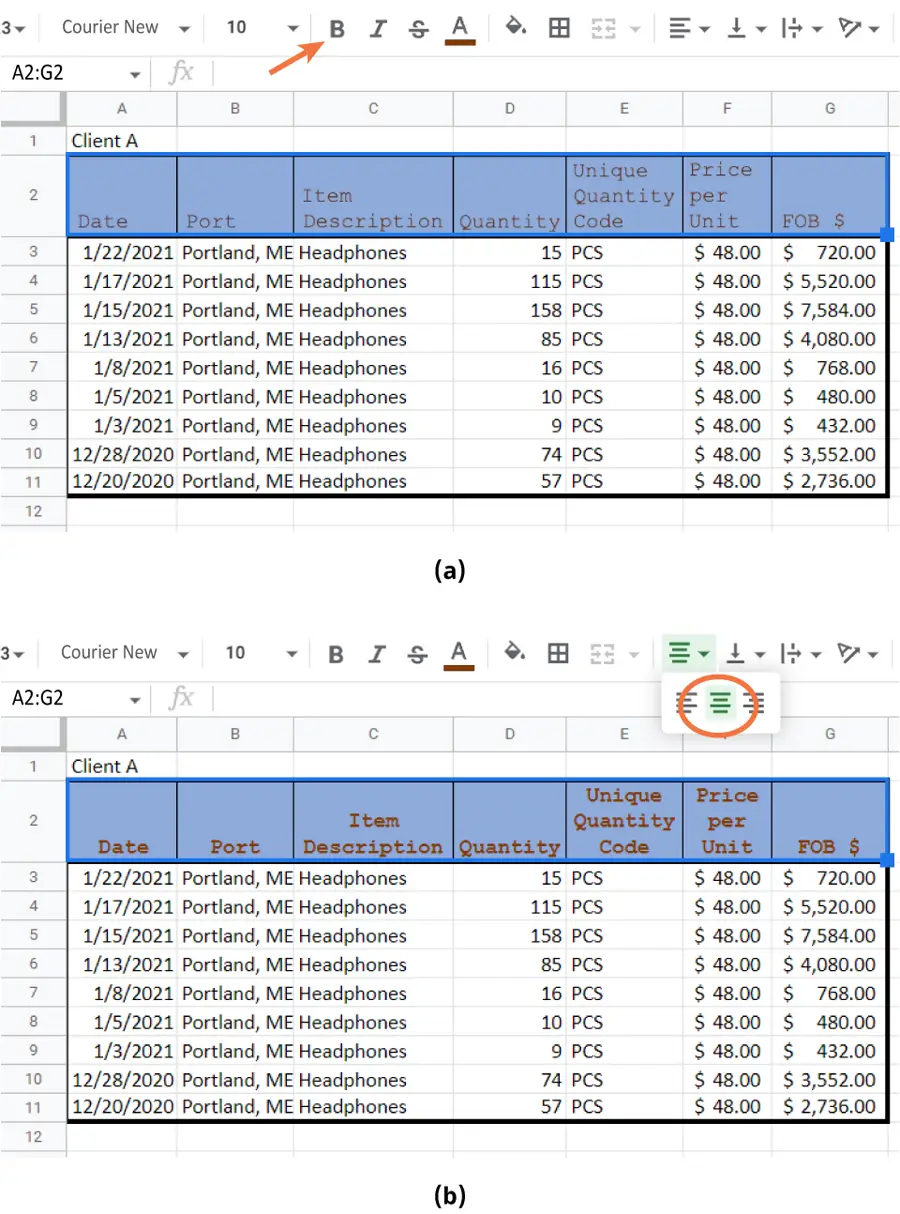 3 Courier New 10 B I S A
A2:G2 fx
A B C D E F G
1 Client A
2 Date Port Item Description Quantity Unique Quantity Code Price per Unit FOB $
3 1/22/2021 Portland, ME Headphones 15 PCS $ 48.00 $ 720.00
4 1/17/2021 Portland, ME Headphones 115 PCS $ 48.00 $ 5,520.00
5 1/15/2021 Portland, ME Headphones 158 PCS $ 48.00 $ 7,584.00
6 1/13/2021 Portland, ME Headphones 85 PCS $ 48.00 $ 4,080.00
7 1/8/2021 Portland, ME Headphones 16 PCS $ 48.00 $ 768.00
8 1/5/2021 Portland, ME Headphones 10 PCS $ 48.00 $ 480.00
9 1/3/2021 Portland, ME Headphones 9 PCS $ 48.00 $ 432.00
10 12/28/2020 Portland, ME Headphones 74 PCS $ 48.00 $ 3,552.00
11 12/20/2020 Portland, ME Headphones 57 PCS $ 48.00 $ 2,736.00
12
(a)
3 Courier New 10 B I S A
A2:G2 fx
A B C D E G
1 Client A
2 Date Port Item Description Quantity Unique Quantity Code Price per Unit FOB $
3 1/22/2021 Portland, ME Headphones 15 PCS $ 48.00 $ 720.00
4 1/17/2021 Portland, ME Headphones 115 PCS $ 48.00 $ 5,520.00
5 1/15/2021 Portland, ME Headphones 158 PCS $ 48.00 $ 7,584.00
6 1/13/2021 Portland, ME Headphones 85 PCS $ 48.00 $ 4,080.00
7 1/8/2021 Portland, ME Headphones 16 PCS $ 48.00 $ 768.00
8 1/5/2021 Portland, ME Headphones 10 PCS $ 48.00 $ 480.00
9 1/3/2021 Portland, ME Headphones 9 PCS $ 48.00 $ 432.00
10 12/28/2020 Portland, ME Headphones 74 PCS $ 48.00 $ 3,552.00
11 12/20/2020 Portland, ME Headphones 57 PCS $ 48.00 $ 2,736.00
12
(b)